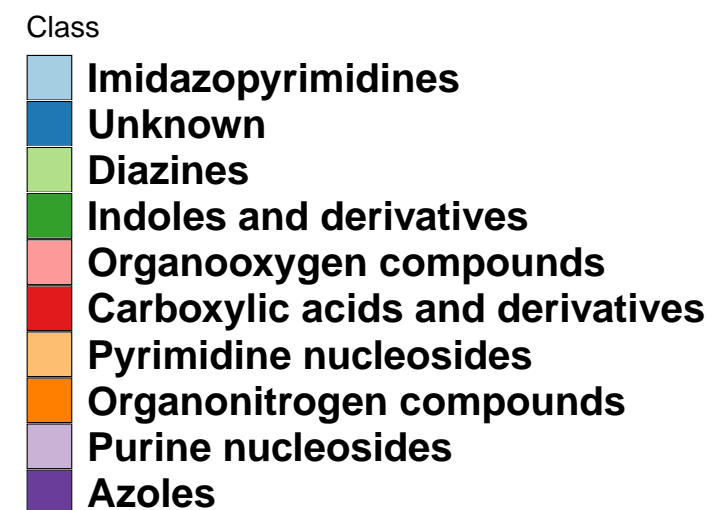 Class
Imidazopyrimidines
Unknown
Diazines
Indoles and derivatives
Organooxygen compounds
Carboxylic acids and derivatives
Pyrimidine nucleosides
Organonitrogen compounds
Purine nucleosides
Azoles